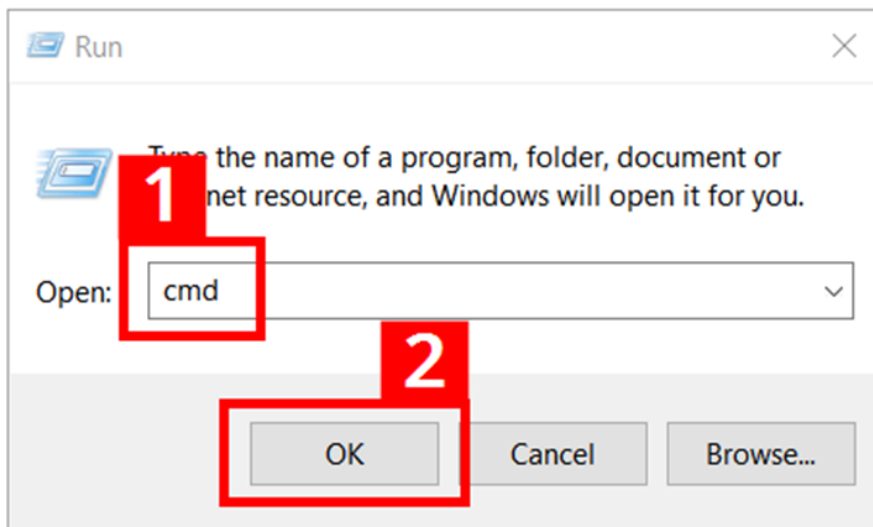 Run
the name of a program, folder, document or
net resource, and Windows will open it for you.
1
Open:
cmd
2
OK
Cancel
Browse...